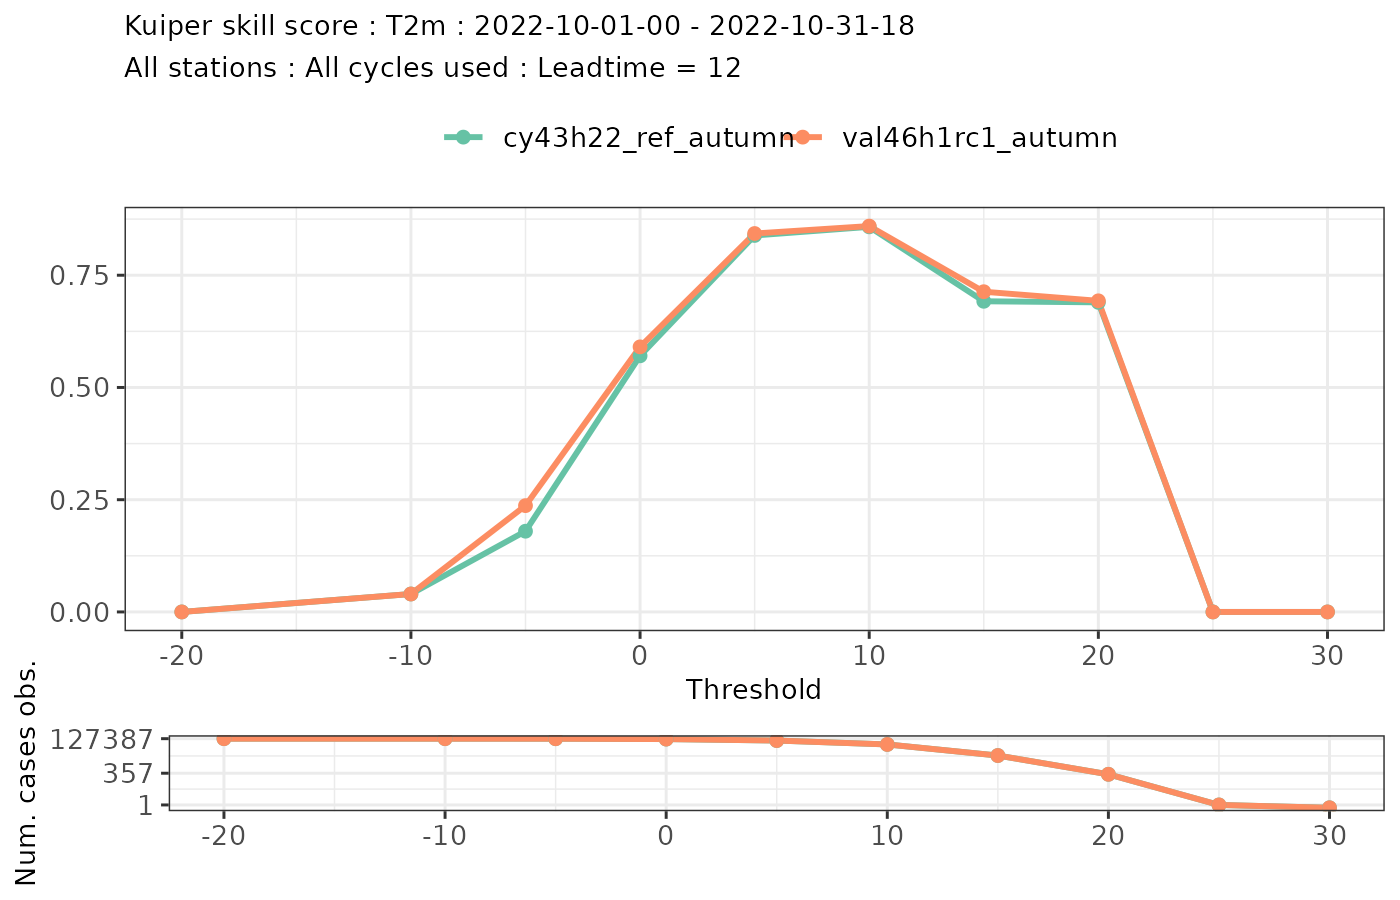 Kuiper skill score : T2m : 2022-10-01-00 - 2022-10-31-18
All stations : All cycles used : Leadtime = 12
cy43h22_ref_autumn val46h1rc1_autumn
0.75
0.50
0.25
0.00
-20 -10 0 10 20 30
Threshold
Num. cases obs.
127387
357
1
-20 -10 0 10 20 30